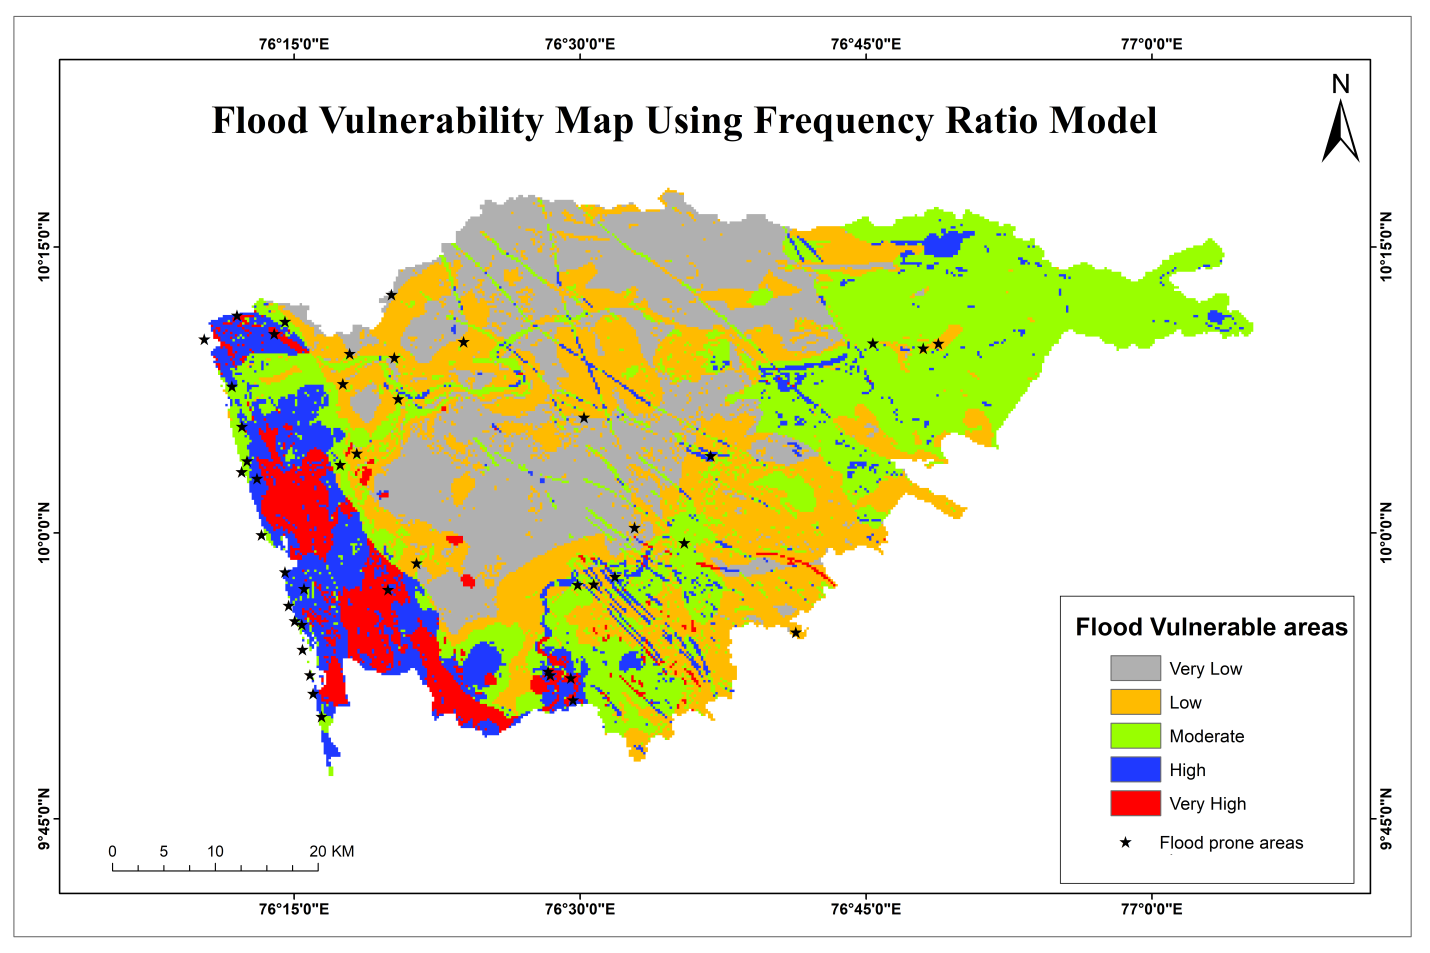 76°15'0"E 76°30'0"E 76°45'0"E 77°0'0"E
N
Flood Vulnerability Map Using Frequency Ratio Model
10°15'0"N 10°15'0"N
10°0'0"N 10°0'0"N
Flood Vulnerable areas
Very Low
Low
Moderate
High
Very High
Flood prone areas
9°45'0"N 9°45'0"N
0 5 10 20 KM
76°15'0"E 76°30'0"E 76°45'0"E 77°0'0"E